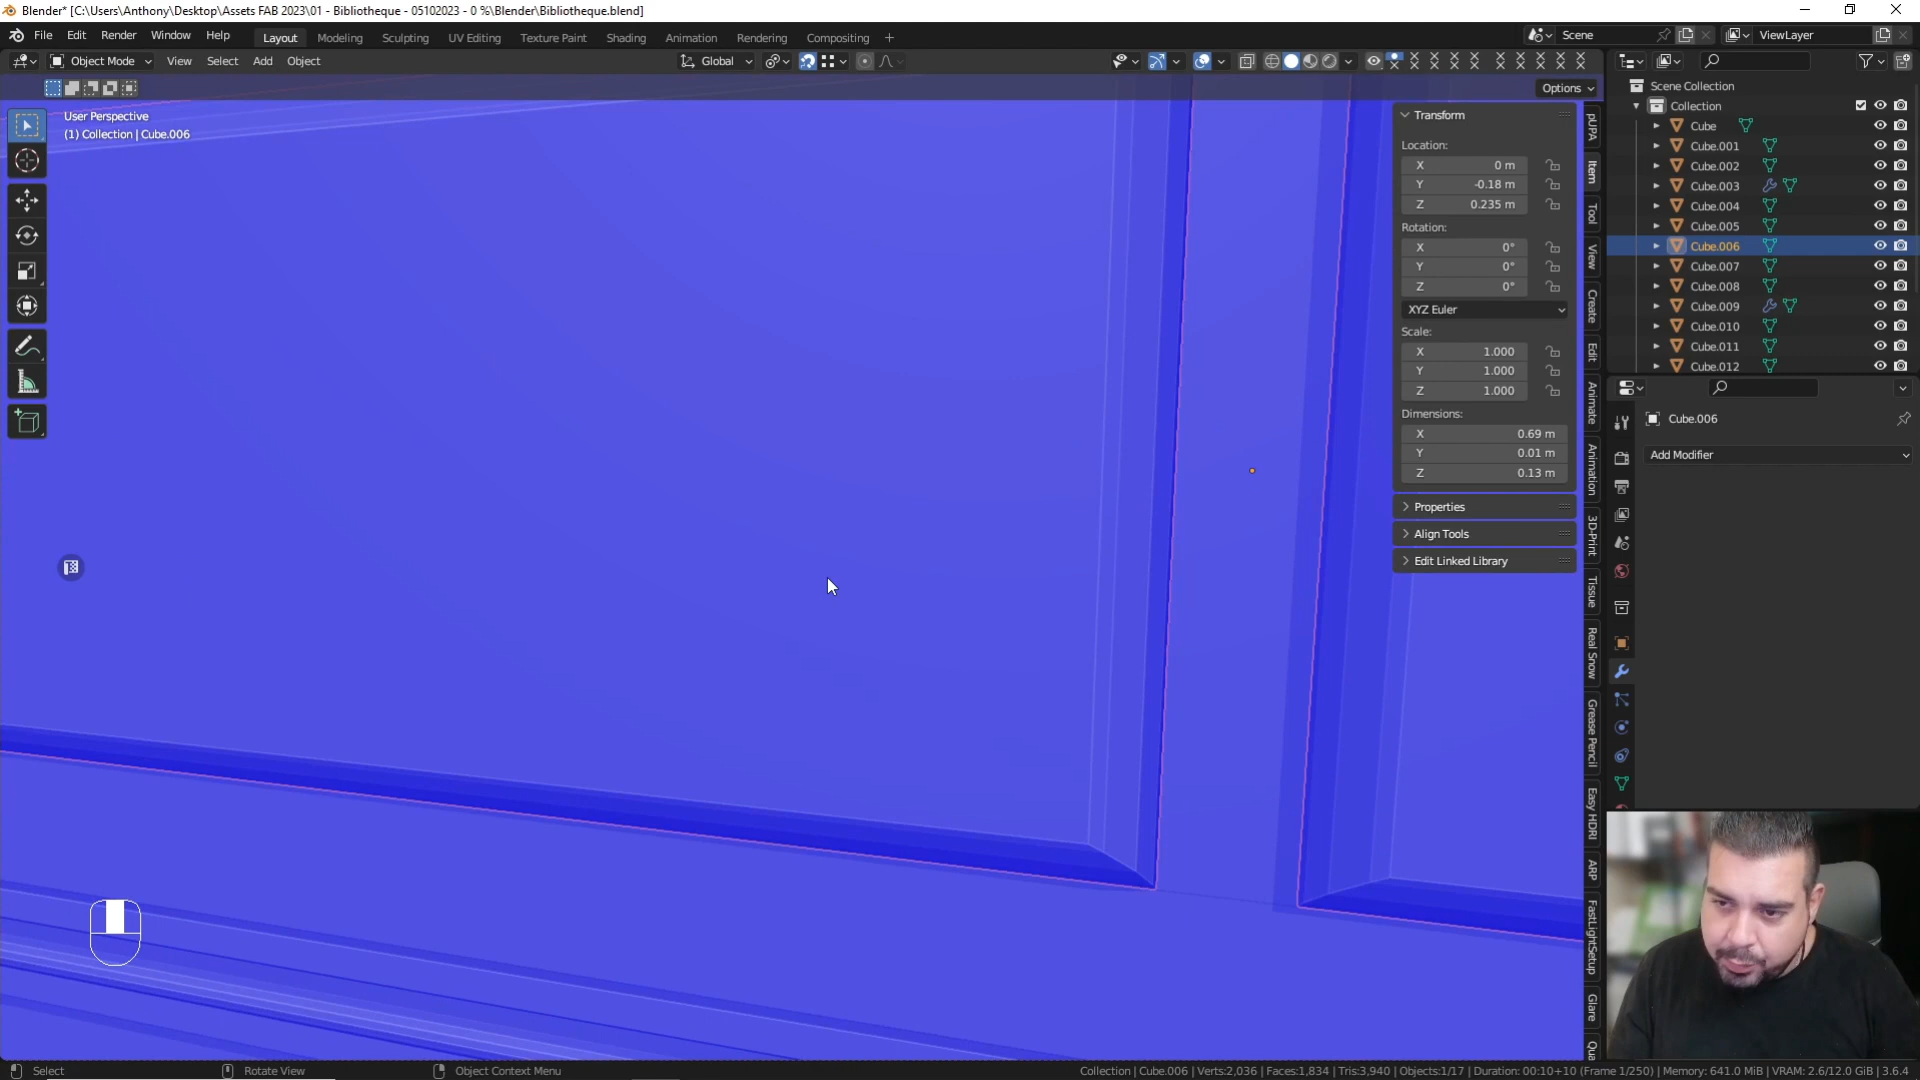 Blender* [C:\Users\Anthony\Desktop\Assets FAB 2023\01 - Bibliotheque - 05102023 - 0 %\Blender\Bibliotheque.blend]
File Edit Render Window Help Layout Modeling Sculpting UV Editing Texture Paint Shading Animation Rendering Compositing + Scene ViewLayer
Object Mode View Select Add Object Global
Options
User Perspective
(1) Collection | Cube.006
Transform
Location:
X 0 m
Y -0.18 m
Z 0.235 m
Rotation:
X 0°
Y 0°
Z 0°
XYZ Euler
Scale:
X 1.000
Y 1.000
Z 1.000
Dimensions:
X 0.69 m
Y 0.01 m
Z 0.13 m
Properties
Align Tools
Edit Linked Library
pUPA
Item
Tool
View
Create
Edit
Animate
Animation
3D-Print
Tissue
Real Snow
Grease Pencil
Easy HDRI
ARP
FastLightSetup
Glare
Qua
Scene Collection
Collection
Cube
Cube.001
Cube.002
Cube.003
Cube.004
Cube.005
Cube.006
Cube.007
Cube.008
Cube.009
Cube.010
Cube.011
Cube.012
Cube.006
Add Modifier
Select Rotate View Object Context Menu Collection | Cube.006 | Verts:2,036 | Faces:1,834 | Tris:3,940 | Objects:1/17 | Duration: 00:10+10 (Frame 1/250) | Memory: 641.0 MiB | VRAM: 2.6/12.0 GiB | 3.6.4